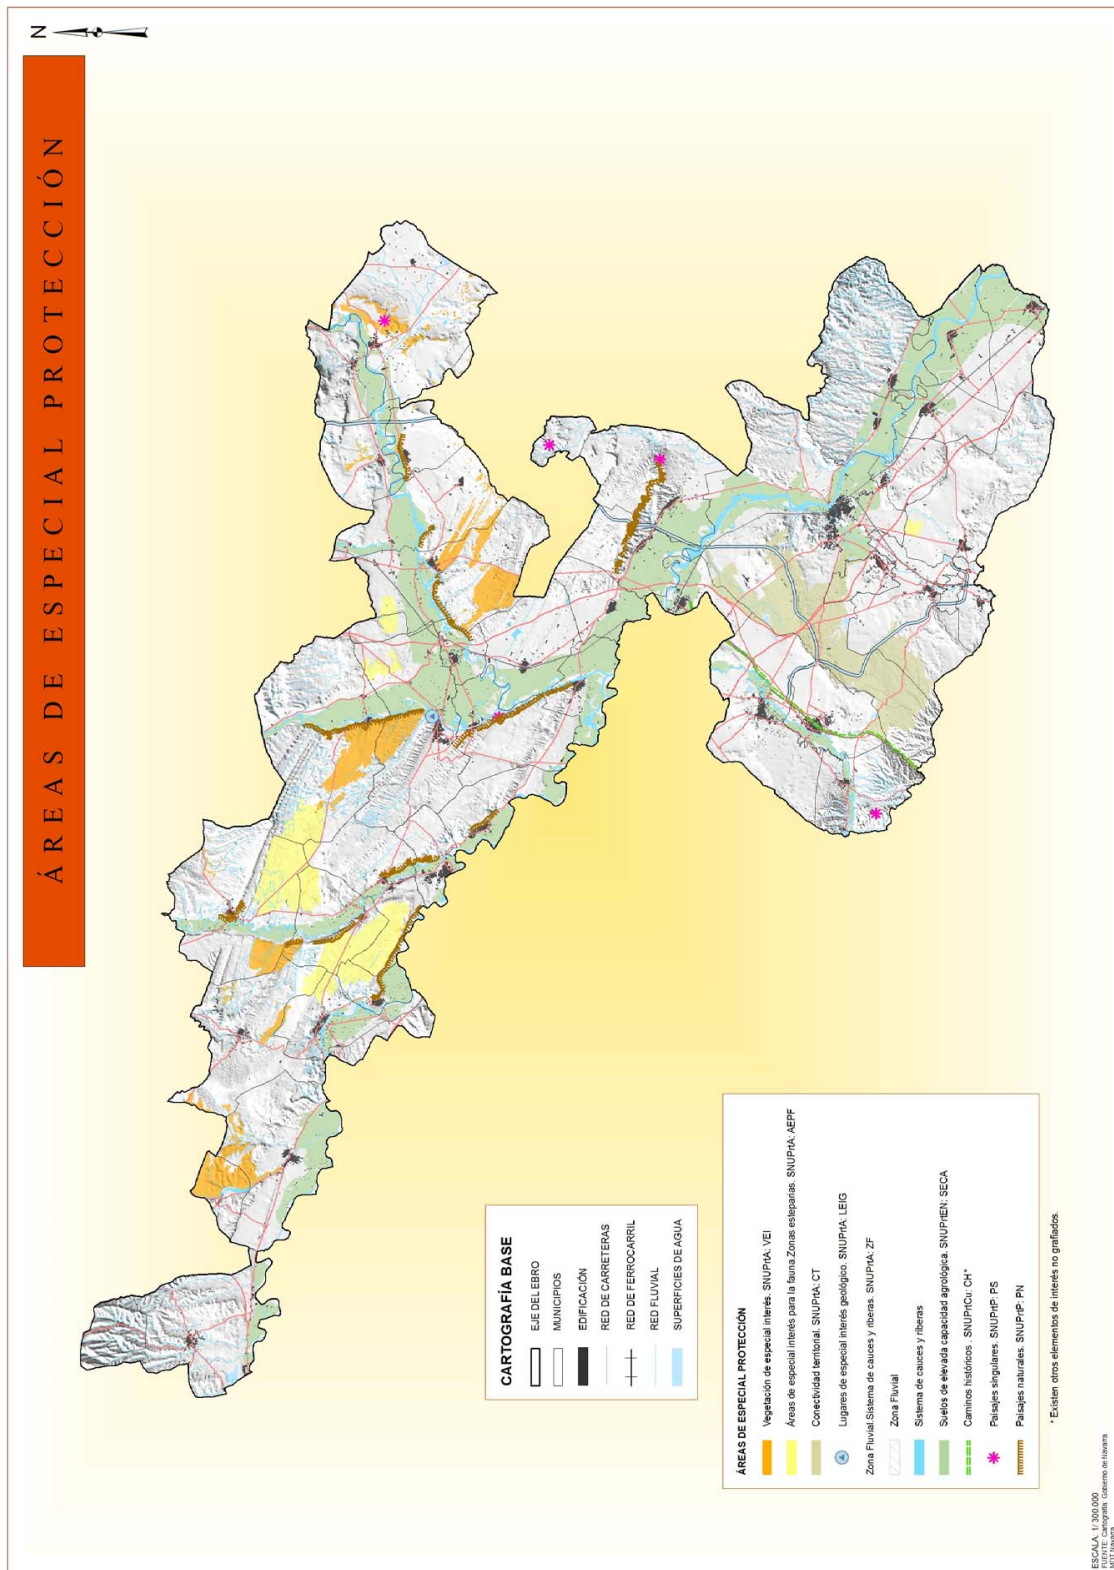 N
ÁREAS DE ESPECIAL PROTECCIÓN
CARTOGRAFÍA BASE
EJE DEL EBRO
MUNICIPIOS
EDIFICACIÓN
RED DE CARRETERAS
RED DE FERROCARRIL
RED FLUVIAL
SUPERFICIES DE AGUA
ÁREAS DE ESPECIAL PROTECCIÓN
Vegetación de especial interés. SNUPrtA: VEI
Áreas de especial interés para la fauna.Zonas esteparias. SNUPrtA: AEPF
Conectividad territorial. SNUPrtA: CT
Lugares de especial interés geológico. SNUPrtA: LEIG
Zona Fluvial.Sistema de cauces y riberas. SNUPrtA: ZF
Zona Fluvial
Sistema de cauces y riberas
Suelos de elevada capacidad agrológica. SNUPrtEN: SECA
Caminos históricos . SNUPrtCu: CH*
Paisajes singulares. SNUPrtP: PS
Paisajes naturales. SNUPrtP: PN
* Existen otros elementos de interés no grafiados.
ESCALA: 1/ 300.000
FUENTE: Cartografía. Gobierno de Navarra.
MDT Navarra